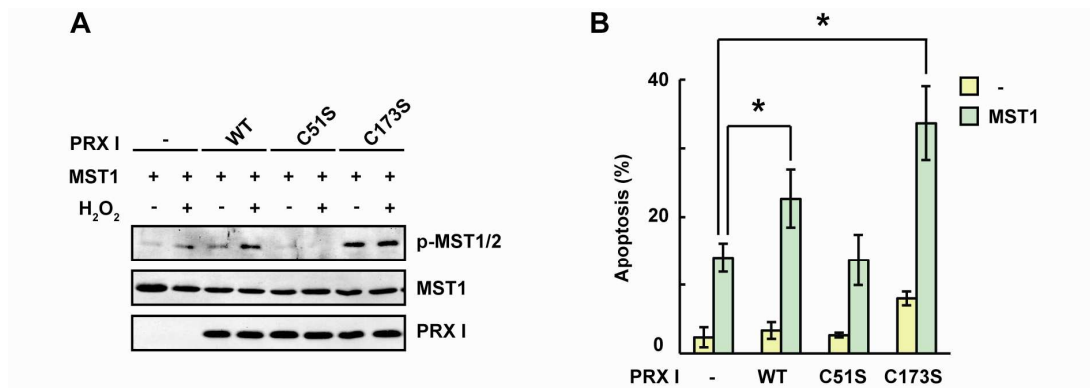 A
PRX I - WT C51S C173S
MST1 + + + + + + + +
H₂O₂ - + - + - + - +
p-MST1/2
MST1
PRX I
B
*
*
40
20
0
Apoptosis (%)
-
MST1
PRX I - WT C51S C173S